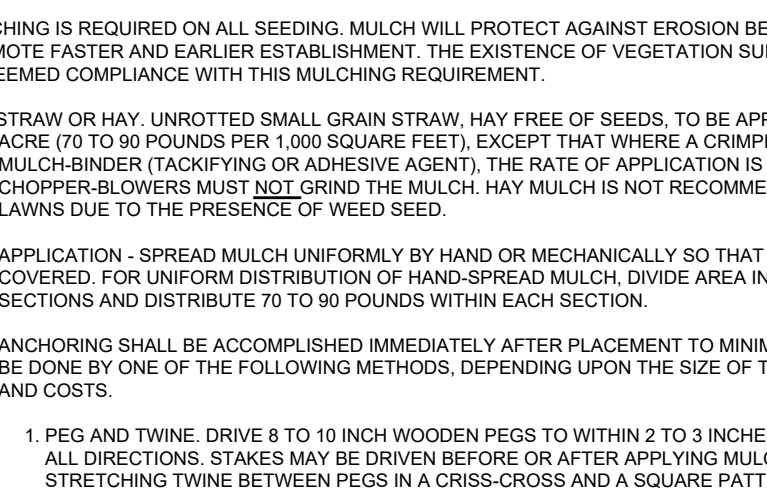 CHING IS REQUIRED ON ALL SEEDING. MULCH WILL PROTECT AGAINST EROSION BE
MOTE FASTER AND EARLIER ESTABLISHMENT. THE EXISTENCE OF VEGETATION SU
EEMED COMPLIANCE WITH THIS MULCHING REQUIREMENT.
STRAW OR HAY. UNROTTED SMALL GRAIN STRAW, HAY FREE OF SEEDS, TO BE APP
ACRE (70 TO 90 POUNDS PER 1,000 SQUARE FEET), EXCEPT THAT WHERE A CRIMP
MULCH-BINDER (TACKIFYING OR ADHESIVE AGENT), THE RATE OF APPLICATION IS
CHOPPER-BLOWERS MUST NOT GRIND THE MULCH. HAY MULCH IS NOT RECOMME
LAWNS DUE TO THE PRESENCE OF WEED SEED.
APPLICATION - SPREAD MULCH UNIFORMLY BY HAND OR MECHANICALLY SO THAT
COVERED. FOR UNIFORM DISTRIBUTION OF HAND-SPREAD MULCH, DIVIDE AREA IN
SECTIONS AND DISTRIBUTE 70 TO 90 POUNDS WITHIN EACH SECTION.
ANCHORING SHALL BE ACCOMPLISHED IMMEDIATELY AFTER PLACEMENT TO MINIM
BE DONE BY ONE OF THE FOLLOWING METHODS, DEPENDING UPON THE SIZE OF T
AND COSTS.
1. PEG AND TWINE. DRIVE 8 TO 10 INCH WOODEN PEGS TO WITHIN 2 TO 3 INCHE
ALL DIRECTIONS. STAKES MAY BE DRIVEN BEFORE OR AFTER APPLYING MULC
STRETCHING TWINE BETWEEN PEGS IN A CRISS-CROSS AND A SQUARE PATT